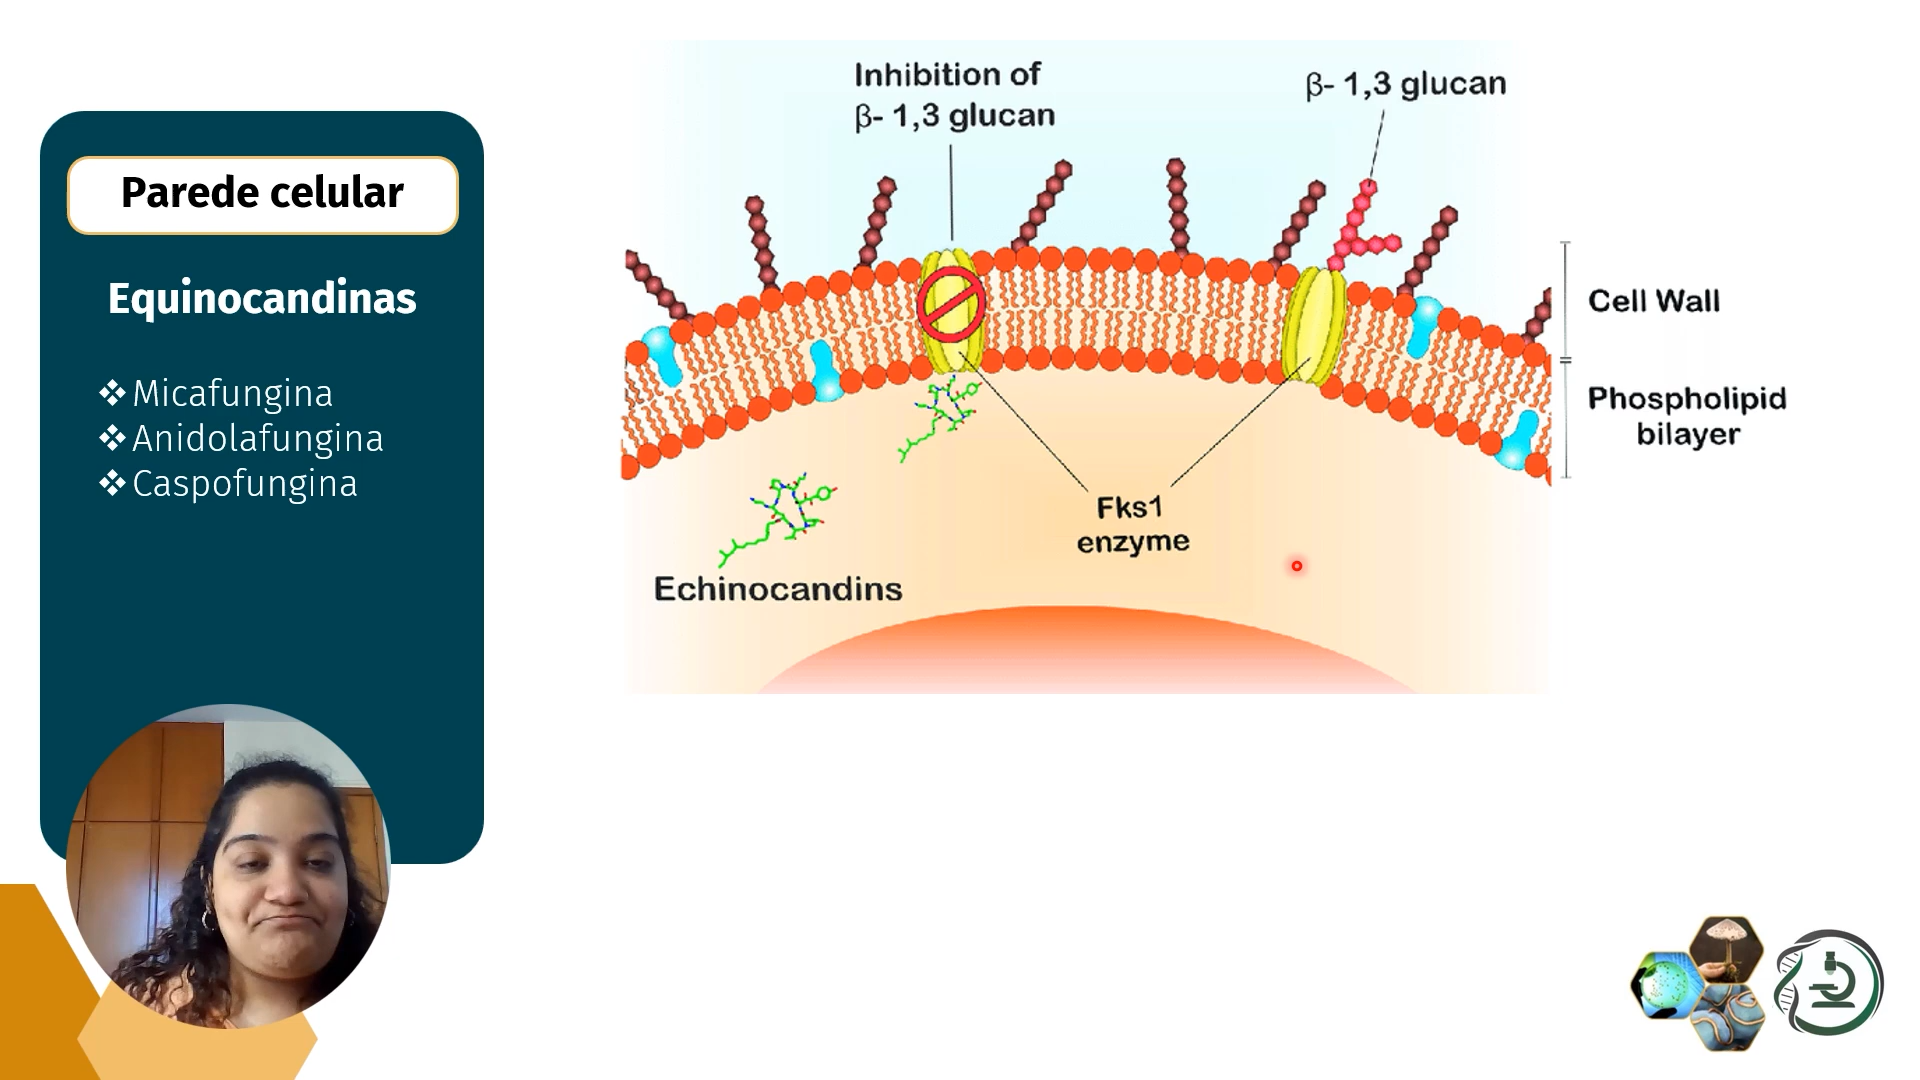 Parede celular
Equinocandinas
❖ Micafungina
❖ Anidolafungina
❖ Caspofungina
Inhibition of
β- 1,3 glucan
β- 1,3 glucan
Cell Wall
Phospholipid
bilayer
Fks1
enzyme
Echinocandins